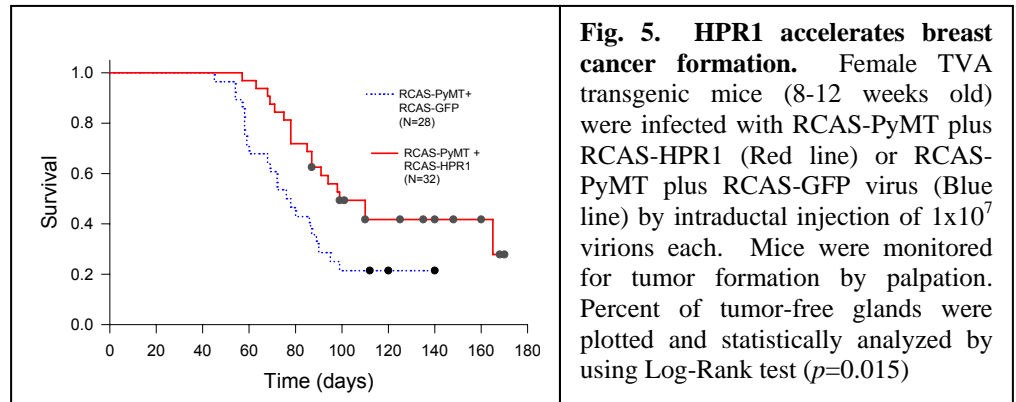 1.0
0.8
0.6
0.4
0.2
0.0
Survival
0 20 40 60 80 100 120 140 160 180
Time (days)
RCAS-PyMT+
RCAS-GFP
(N=28)
RCAS-PyMT +
RCAS-HPR1
(N=32)
Fig. 5. HPR1 accelerates breast
cancer formation. Female TVA
transgenic mice (8-12 weeks old)
were infected with RCAS-PyMT plus
RCAS-HPR1 (Red line) or RCAS-
PyMT plus RCAS-GFP virus (Blue
line) by intraductal injection of 1x10⁷
virions each. Mice were monitored
for tumor formation by palpation.
Percent of tumor-free glands were
plotted and statistically analyzed by
using Log-Rank test (p=0.015)